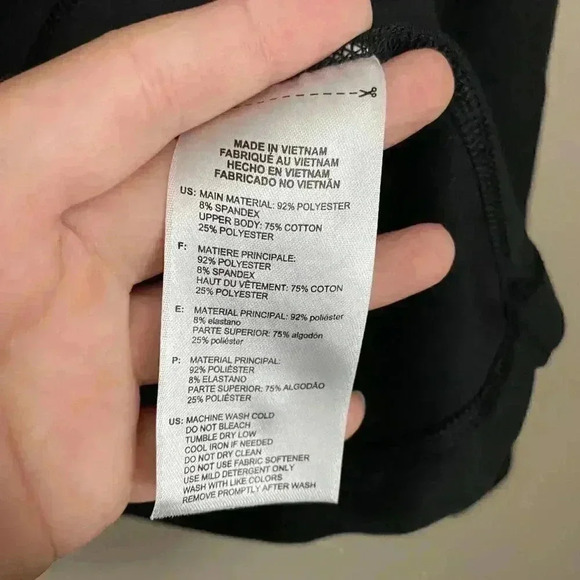 MADE IN VIETNAM
FABRIQUÉ AU VIETNAM
HECHO EN VIETNAM
FABRICADO NO VIETNÃN
US: MAIN MATERIAL: 92% POLYESTER
8% SPANDEX
UPPER BODY: 75% COTTON
25% POLYESTER
F: MATIERE PRINCIPALE:
92% POLYESTER
8% SPANDEX
HAUT DU VÊTEMENT: 75% COTON
25% POLYESTER
E: MATERIAL PRINCIPAL: 92% poliéster
8% elastano
PARTE SUPERIOR: 75% algodón
25% poliéster
P: MATERIAL PRINCIPAL:
92% POLIÉSTER
8% ELASTANO
PARTE SUPERIOR: 75% ALGODÃO
25% POLIÉSTER
US: MACHINE WASH COLD
DO NOT BLEACH
TUMBLE DRY LOW
COOL IRON IF NEEDED
DO NOT DRY CLEAN
DO NOT USE FABRIC SOFTENER
USE MILD DETERGENT ONLY
WASH WITH LIKE COLORS
REMOVE PROMPTLY AFTER WASH